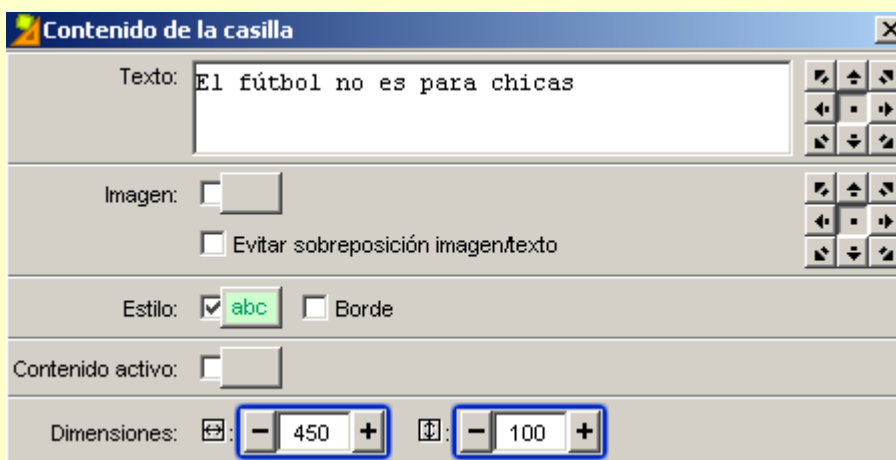 Contenido de la casilla
Texto: El fútbol no es para chicas
Imagen:
Evitar sobreposición imagen/texto
Estilo: abc Borde
Contenido activo:
Dimensiones: : 450 : 100